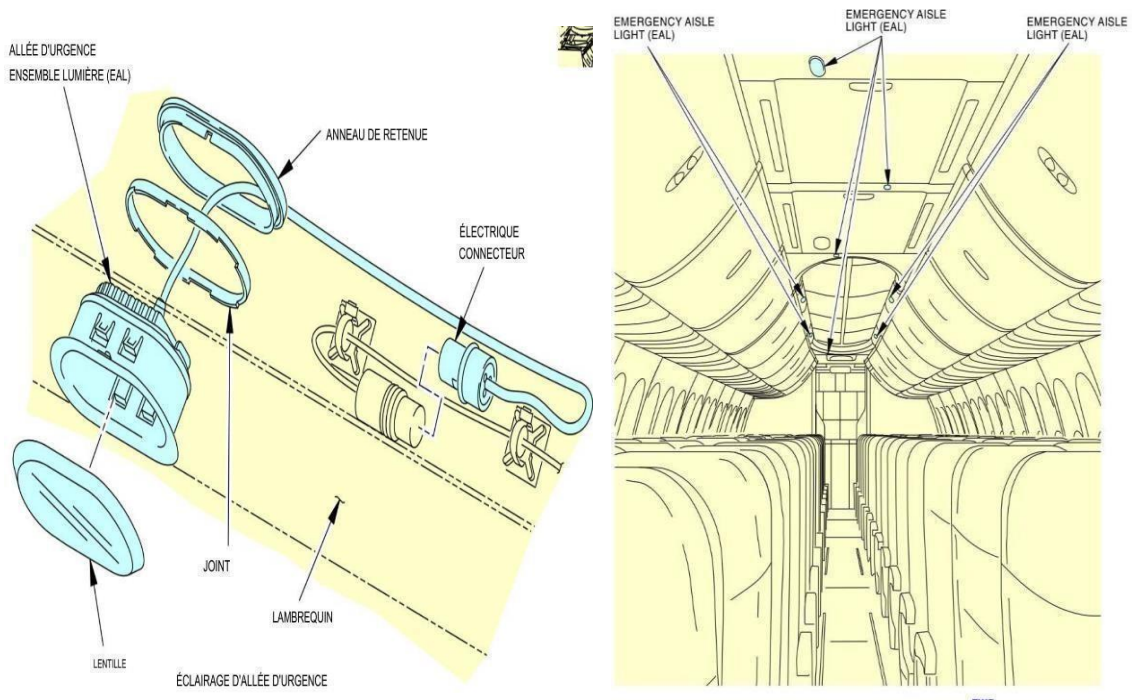 ALLÉE D'URGENCE
ENSEMBLE LUMIÈRE (EAL)
ANNEAU DE RETENUE
ÉLECTRIQUE
CONNECTEUR
JOINT
LAMBREQUIN
LENTILLE
ÉCLAIRAGE D'ALLÉE D'URGENCE
EMERGENCY AISLE
LIGHT (EAL)
EMERGENCY AISLE
LIGHT (EAL)
EMERGENCY AISLE
LIGHT (EAL)